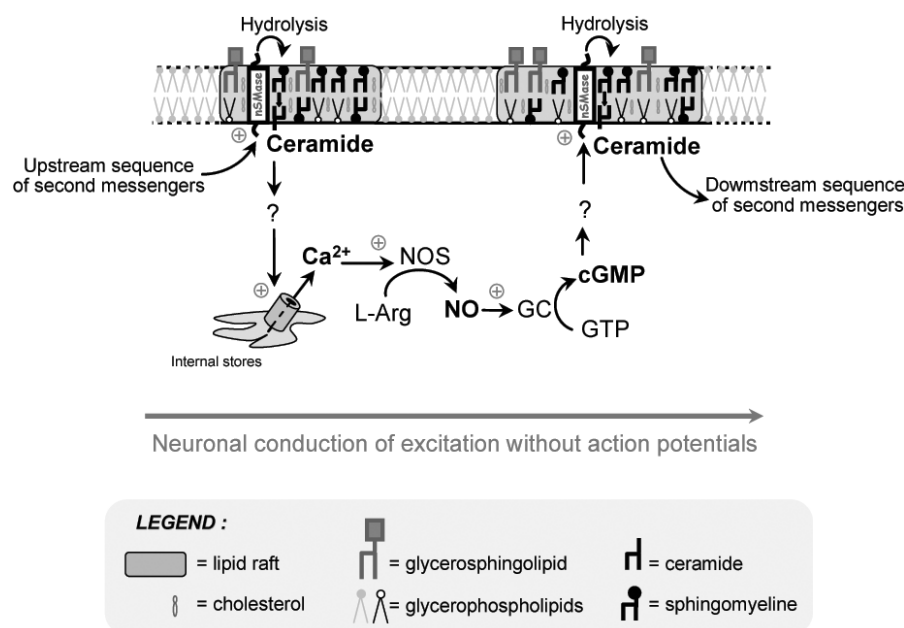 Hydrolysis
Hydrolysis
nSMase
nSMase
⊕
⊕
Ceramide
Ceramide
Upstream sequence
of second messengers
Dowmstream sequence
of second messengers
?
?
Ca²⁺
⊕
NOS
cGMP
⊕
L-Arg
NO
⊕
GC
GTP
Internal stores
Neuronal conduction of excitation without action potentials
LEGEND :
= lipid raft
= glycerosphingolipid
= ceramide
= cholesterol
= glycerophospholipids
= sphingomyeline